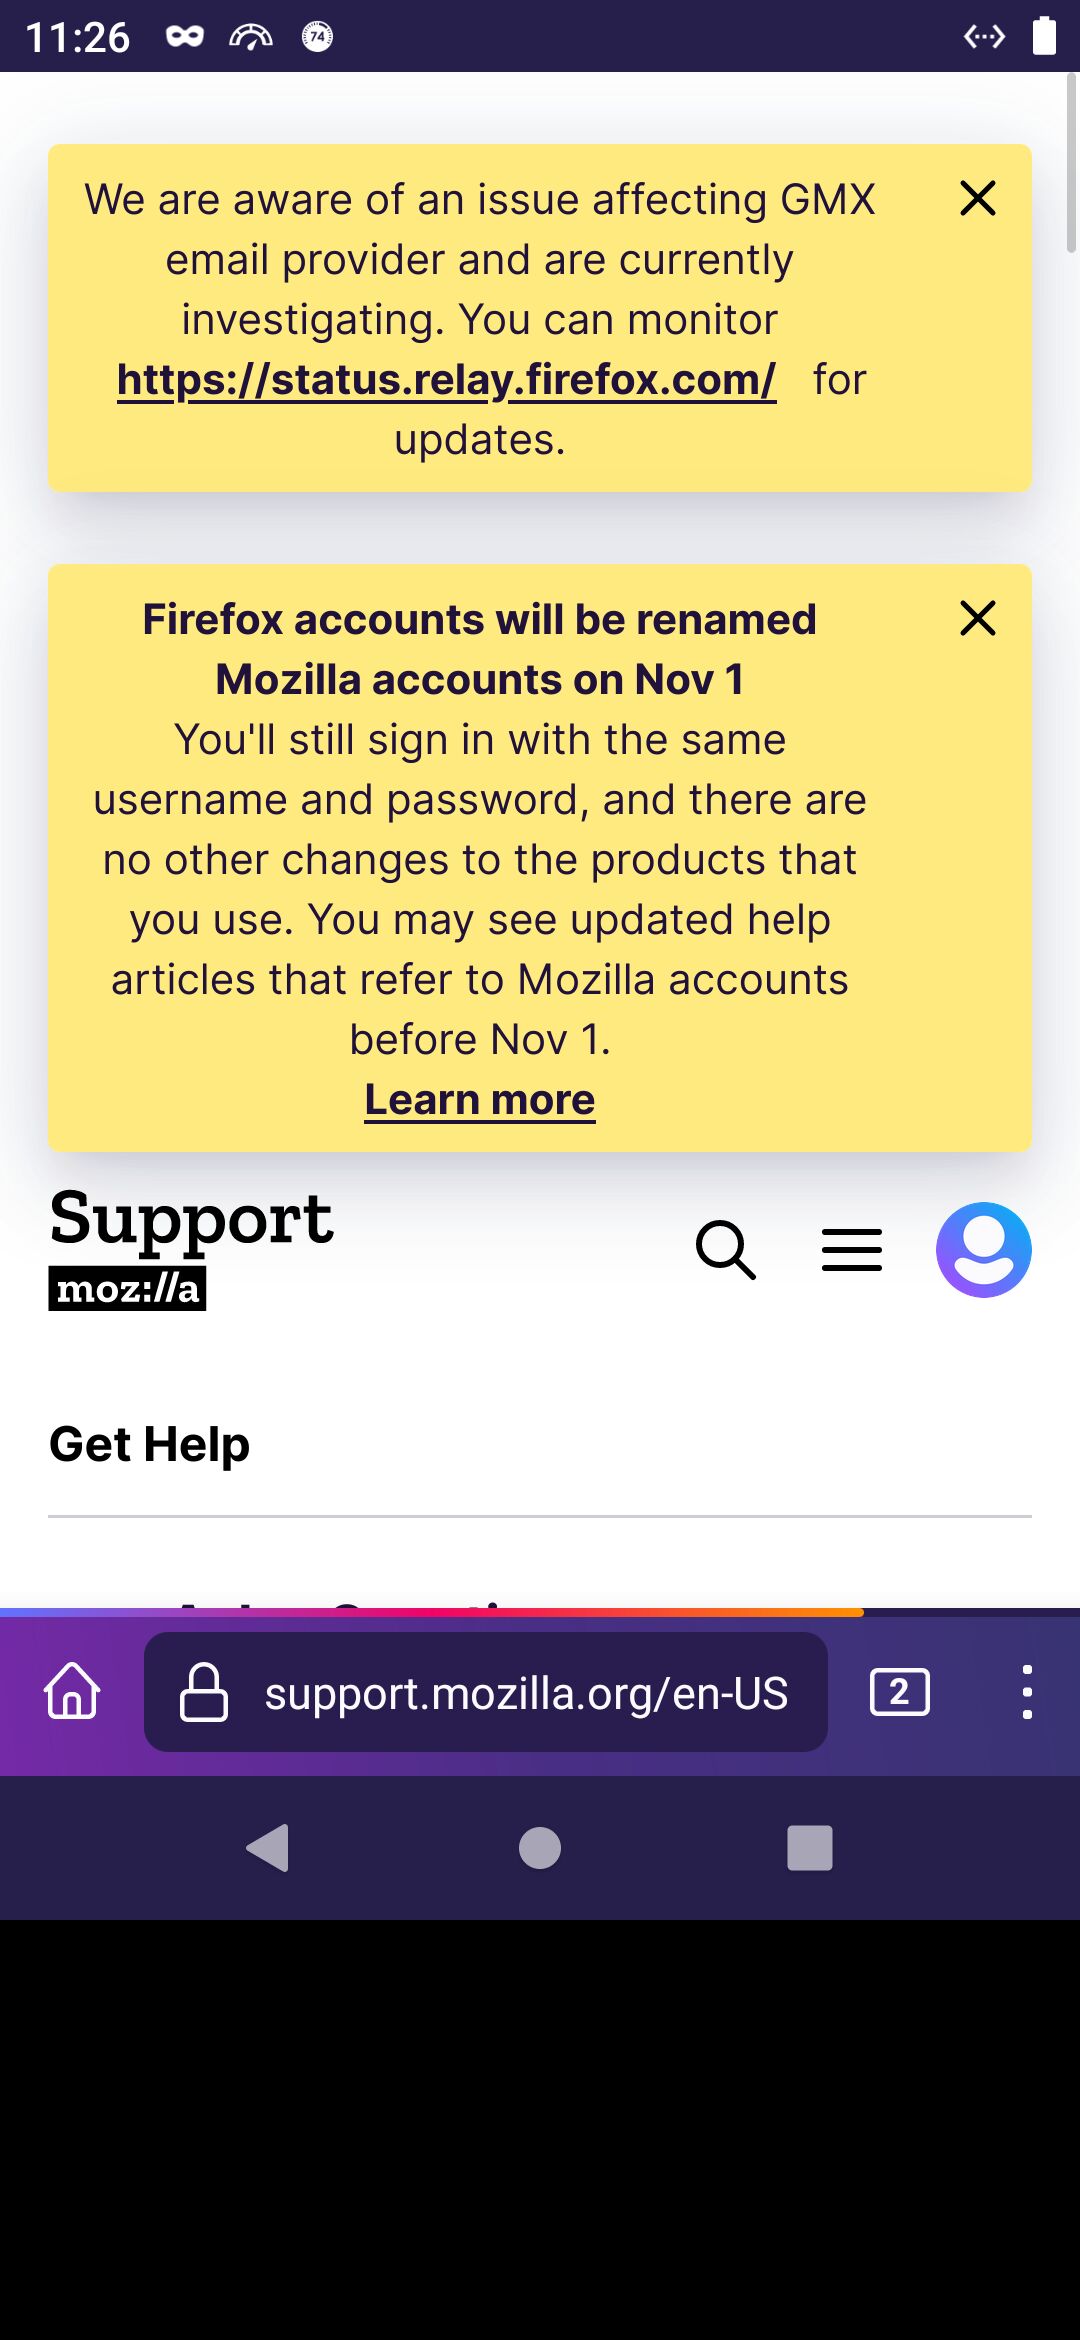 11:26
74
We are aware of an issue affecting GMX
email provider and are currently
investigating. You can monitor
https://status.relay.firefox.com/ for
updates.
Firefox accounts will be renamed
Mozilla accounts on Nov 1
You'll still sign in with the same
username and password, and there are
no other changes to the products that
you use. You may see updated help
articles that refer to Mozilla accounts
before Nov 1.
Learn more
Support
moz://a
Get Help
support.mozilla.org/en-US
2